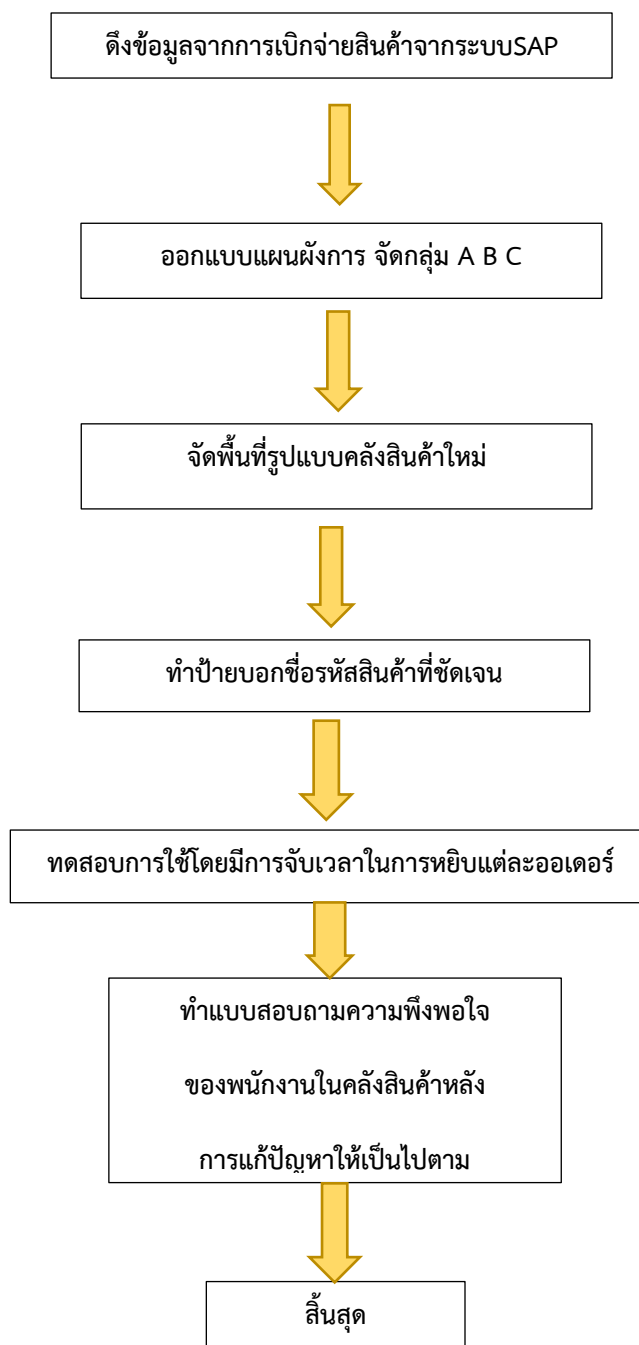 ดึงข้อมูลจากการเบิกจ่ายสินค้าจากระบบSAP
ออกแบบแผนผังการ จัดกลุ่ม A B C
จัดพื้นที่รูปแบบคลังสินค้าใหม่
ทำป้ายบอกชื่อรหัสสินค้าที่ชัดเจน
ทดสอบการใช้โดยมีการจับเวลาในการหยิบแต่ละออเดอร์
ทำแบบสอบถามความพึงพอใจ
ของพนักงานในคลังสินค้าหลัง
การแก้ปัญหาให้เป็นไปตาม
สิ้นสุด